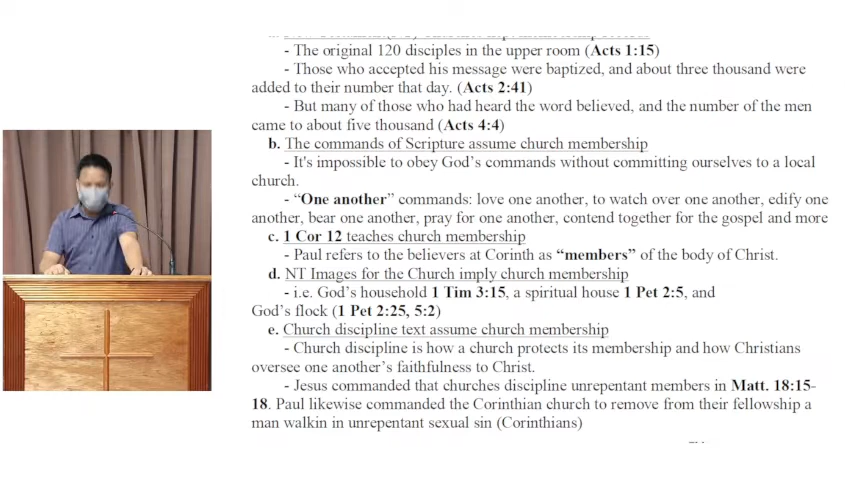 - The original 120 disciples in the upper room (Acts 1:15)
- Those who accepted his message were baptized, and about three thousand were
added to their number that day. (Acts 2:41)
- But many of those who had heard the word believed, and the number of the men
came to about five thousand (Acts 4:4)
b. The commands of Scripture assume church membership
- It's impossible to obey God's commands without committing ourselves to a local
church.
- “One another” commands: love one another, to watch over one another, edify one
another, bear one another, pray for one another, contend together for the gospel and more
c. 1 Cor 12 teaches church membership
- Paul refers to the believers at Corinth as “members” of the body of Christ.
d. NT Images for the Church imply church membership
- i.e. God's household 1 Tim 3:15, a spiritual house 1 Pet 2:5, and
God's flock (1 Pet 2:25, 5:2)
e. Church discipline text assume church membership
- Church discipline is how a church protects its membership and how Christians
oversee one another's faithfulness to Christ.
- Jesus commanded that churches discipline unrepentant members in Matt. 18:15-
18. Paul likewise commanded the Corinthian church to remove from their fellowship a
man walkin in unrepentant sexual sin (Corinthians)